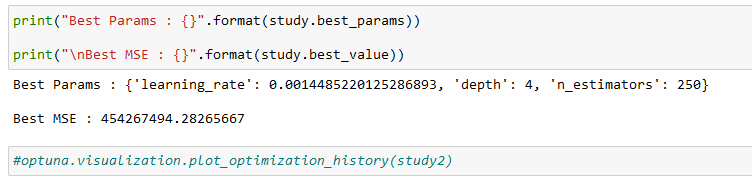 print("Best Params : {}".format(study.best_params))
print("\nBest MSE : {}".format(study.best_value))
Best Params : {'learning_rate': 0.0014485220125286893, 'depth': 4, 'n_estimators': 250}
Best MSE : 454267494.28265667
#optuna.visualization.plot_optimization_history(study2)